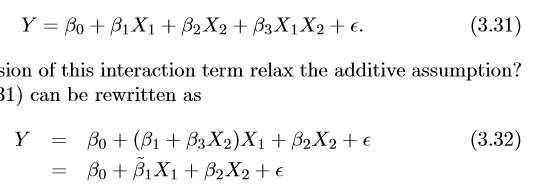 Y = β₀ + β₁X₁ + β₂X₂ + β₃X₁X₂ + ϵ. (3.31)
sion of this interaction term relax the additive assumption?
31) can be rewritten as
Y = β₀ + (β₁ + β₃X₂)X₁ + β₂X₂ + ϵ (3.32)
= β₀ + β̃₁X₁ + β₂X₂ + ϵ